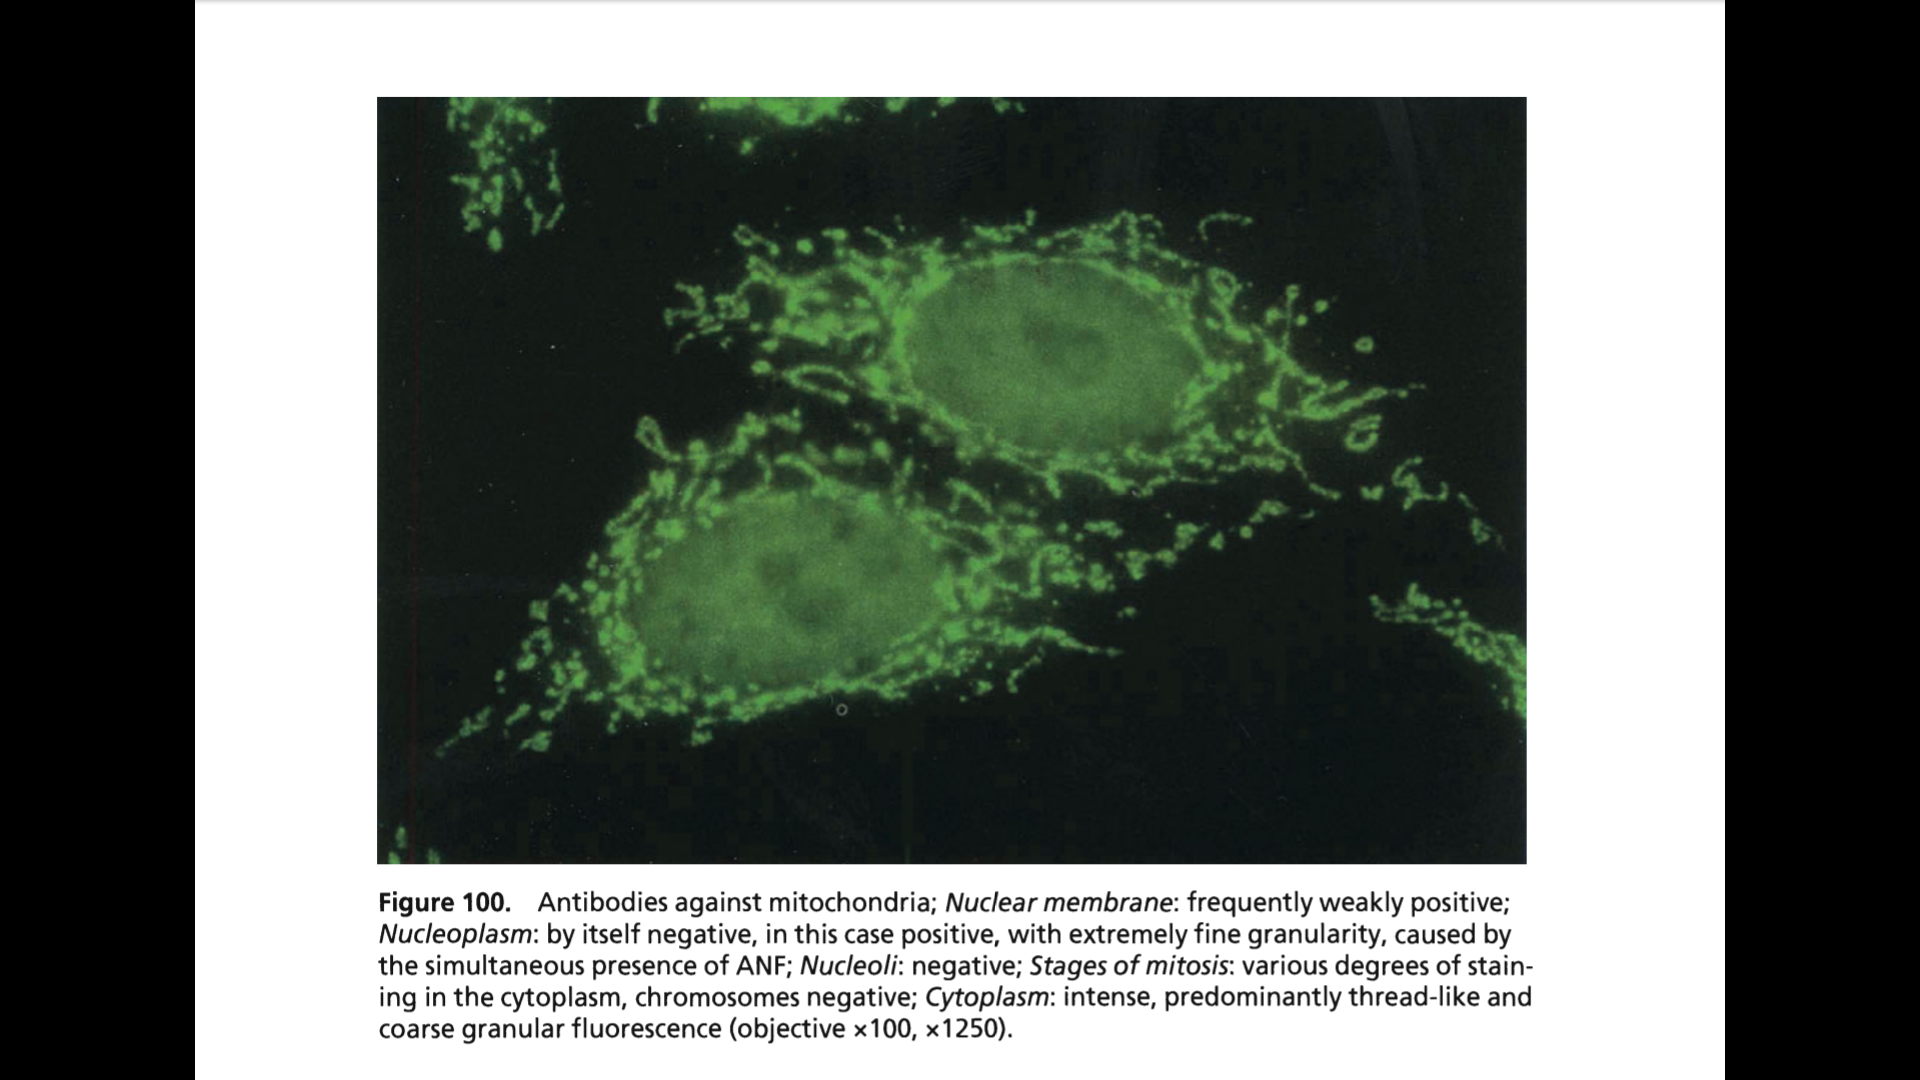 Figure 100. Antibodies against mitochondria; Nuclear membrane: frequently weakly positive;
Nucleoplasm: by itself negative, in this case positive, with extremely fine granularity, caused by
the simultaneous presence of ANF; Nucleoli: negative; Stages of mitosis: various degrees of stain-
ing in the cytoplasm, chromosomes negative; Cytoplasm: intense, predominantly thread-like and
coarse granular fluorescence (objective ×100, ×1250).